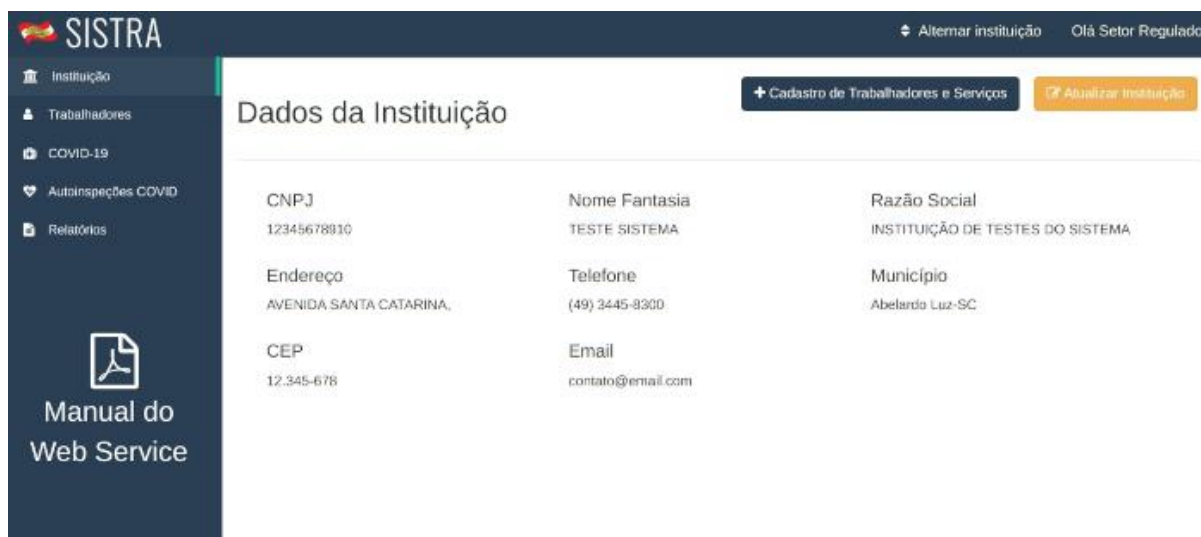 SISTRA
Alternar instituição
Olá Setor Regulado
Instituição
Trabalhadores
COVID-19
Autoinspeções COVID
Relatórios
Manual do
Web Service
Dados da Instituição
+ Cadastro de Trabalhadores e Serviços
Atualizar Instituição
CNPJ
Nome Fantasia
Razão Social
12345678910
TESTE SISTEMA
INSTITUIÇÃO DE TESTES DO SISTEMA
Endereço
Telefone
Município
AVENIDA SANTA CATARINA,
(49) 3445-8300
Abelardo Luz-SC
CEP
Email
12.345-678
contato@email.com